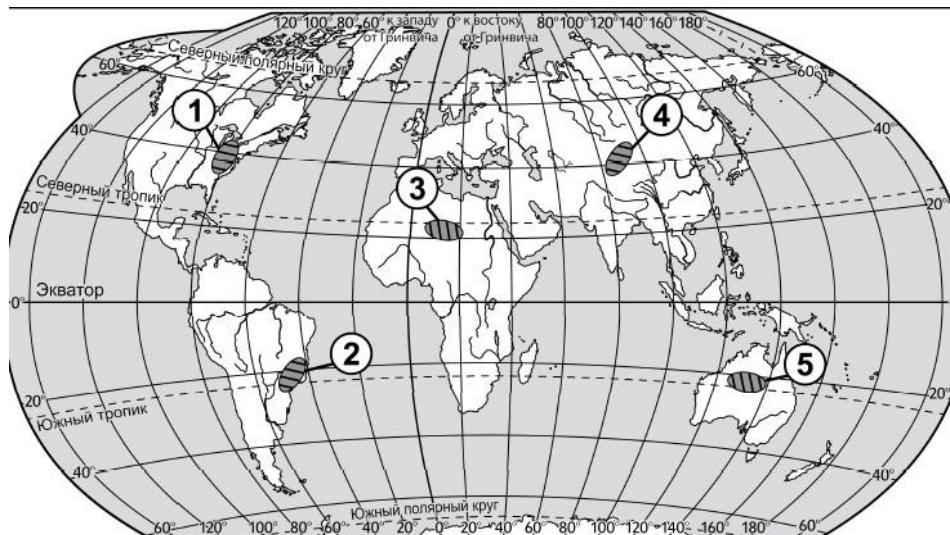 120° 100° 80° 60° к западу 0° к востоку 80° 100° 120° 140° 160° 180°
от Гринвича от Гринвича
Северный полярный круг
60° 60°
1 4
40° 40°
3
Северный тропик
20° 20°
Экватор
0° 0°
2 5
20° 20°
Южный тропик
40° 40°
Южный полярный круг
60° 120° 100° 80° 60° 40° 20° 0° 20° 40° 60° 80° 100° 120° 140° 160° 180° 60°